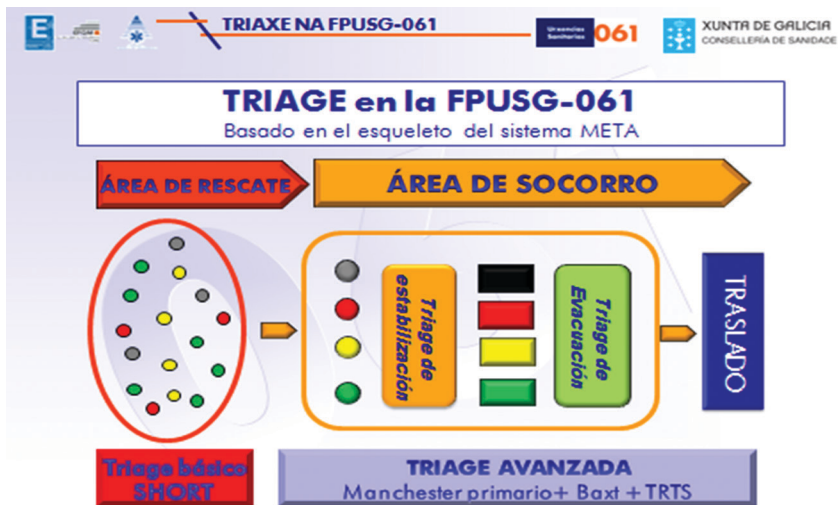 TRIAXE NA FPUSG-061
Urxencias
Sanitarias
061
XUNTA DE GALICIA
CONSELLERÍA DE SANIDADE
TRIAGE en la FPUSG-061
Basado en el esqueleto del sistema META
ÁREA DE RESCATE
ÁREA DE SOCORRO
Triage de
estabilización
Triage de
Evacuación
TRASLADO
Triage básico
SHORT
TRIAGE AVANZADA
Manchester primario+ Baxt + TRTS